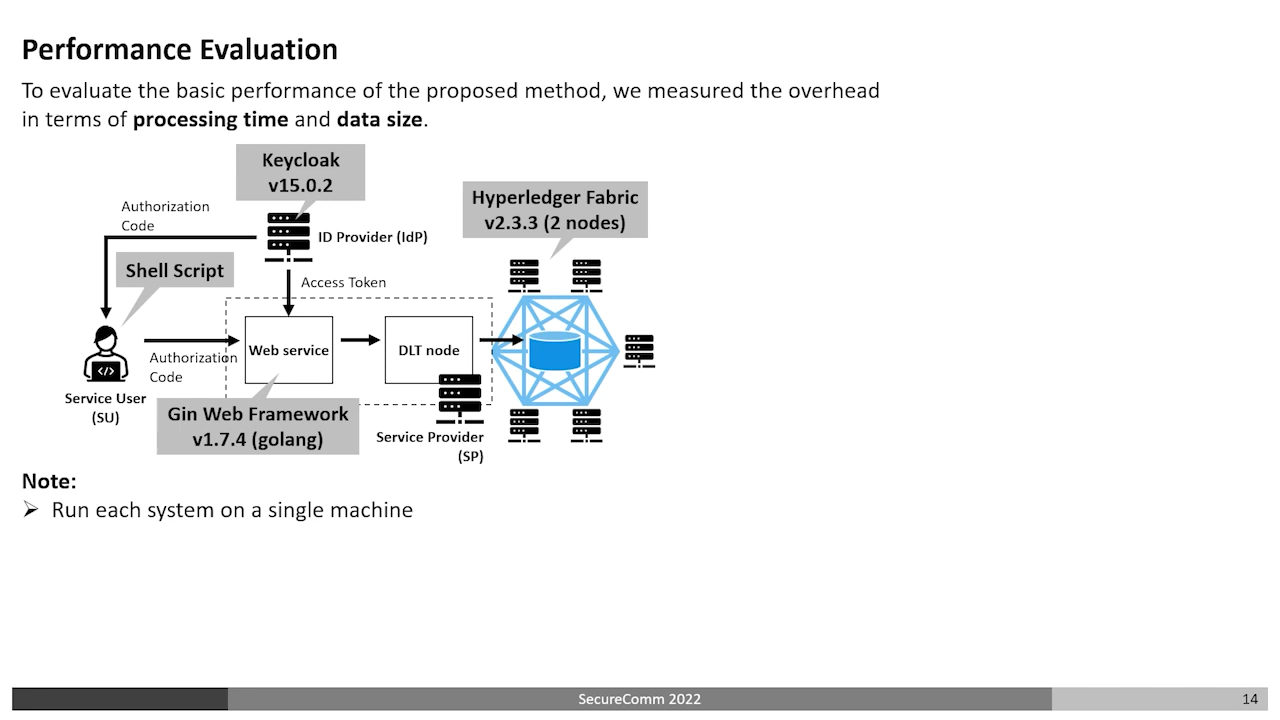 Performance Evaluation
To evaluate the basic performance of the proposed method, we measured the overhead
in terms of processing time and data size.
Keycloak
v15.0.2
Hyperledger Fabric
v2.3.3 (2 nodes)
Authorization
Code
ID Provider (IdP)
Shell Script
Access Token
Web service
DLT node
Authorization
Code
Service User
(SU)
Gin Web Framework
v1.7.4 (golang)
Service Provider
(SP)
Note:
➢ Run each system on a single machine
SecureComm 2022
14